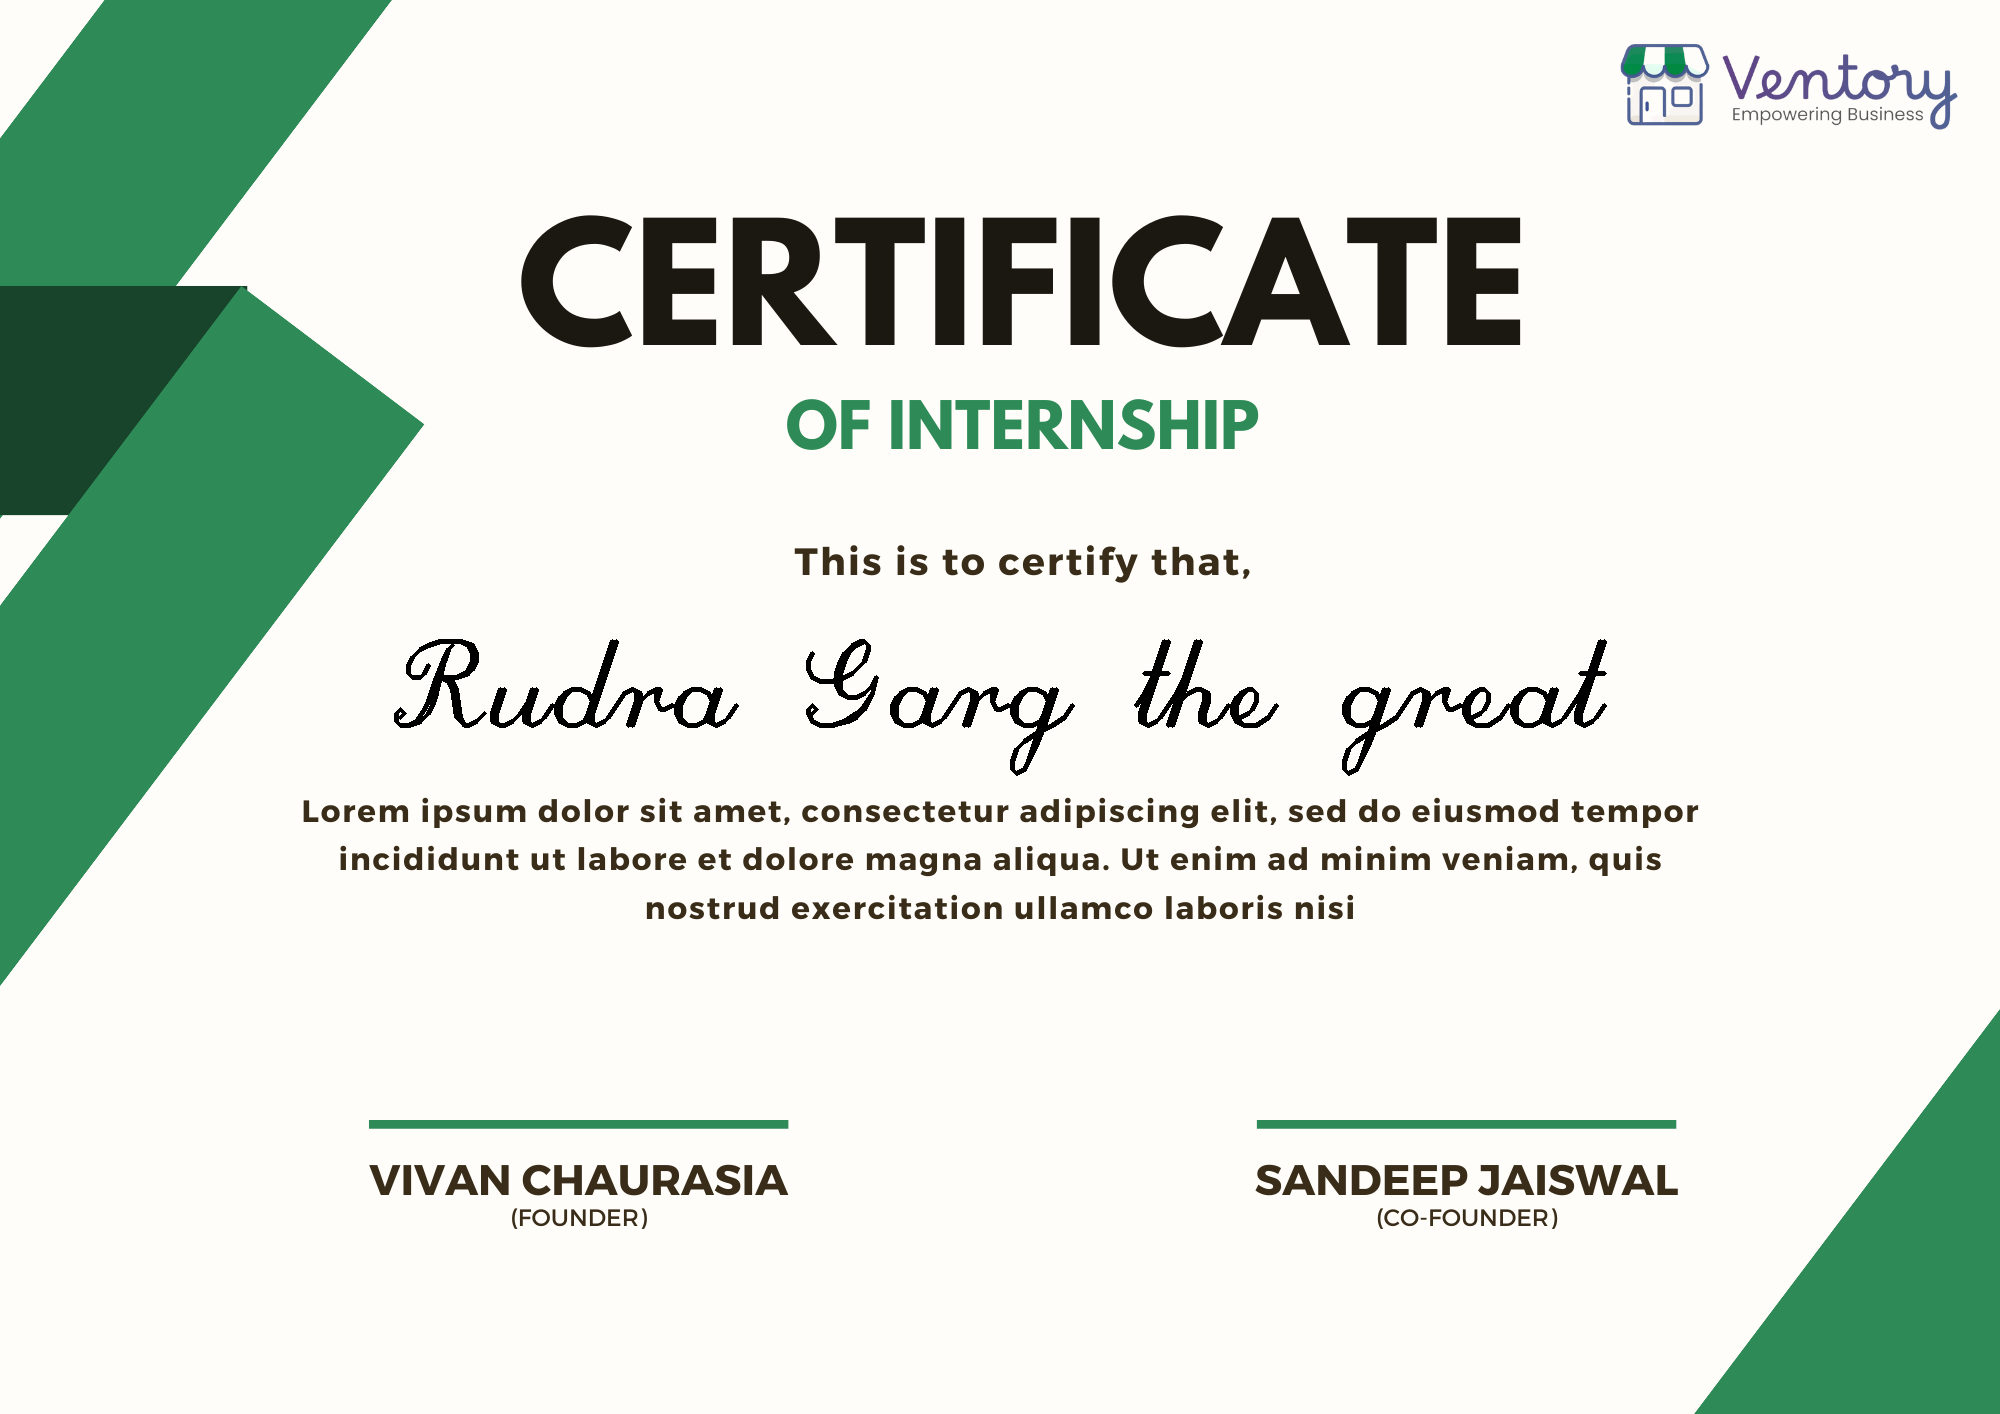 Ventory
Empowering Business
CERTIFICATE
OF INTERNSHIP
This is to certify that,
Rudra Garg the great
Lorem ipsum dolor sit amet, consectetur adipiscing elit, sed do eiusmod tempor
incididunt ut labore et dolore magna aliqua. Ut enim ad minim veniam, quis
nostrud exercitation ullamco laboris nisi
VIVAN CHAURASIA
(FOUNDER)
SANDEEP JAISWAL
(CO-FOUNDER)